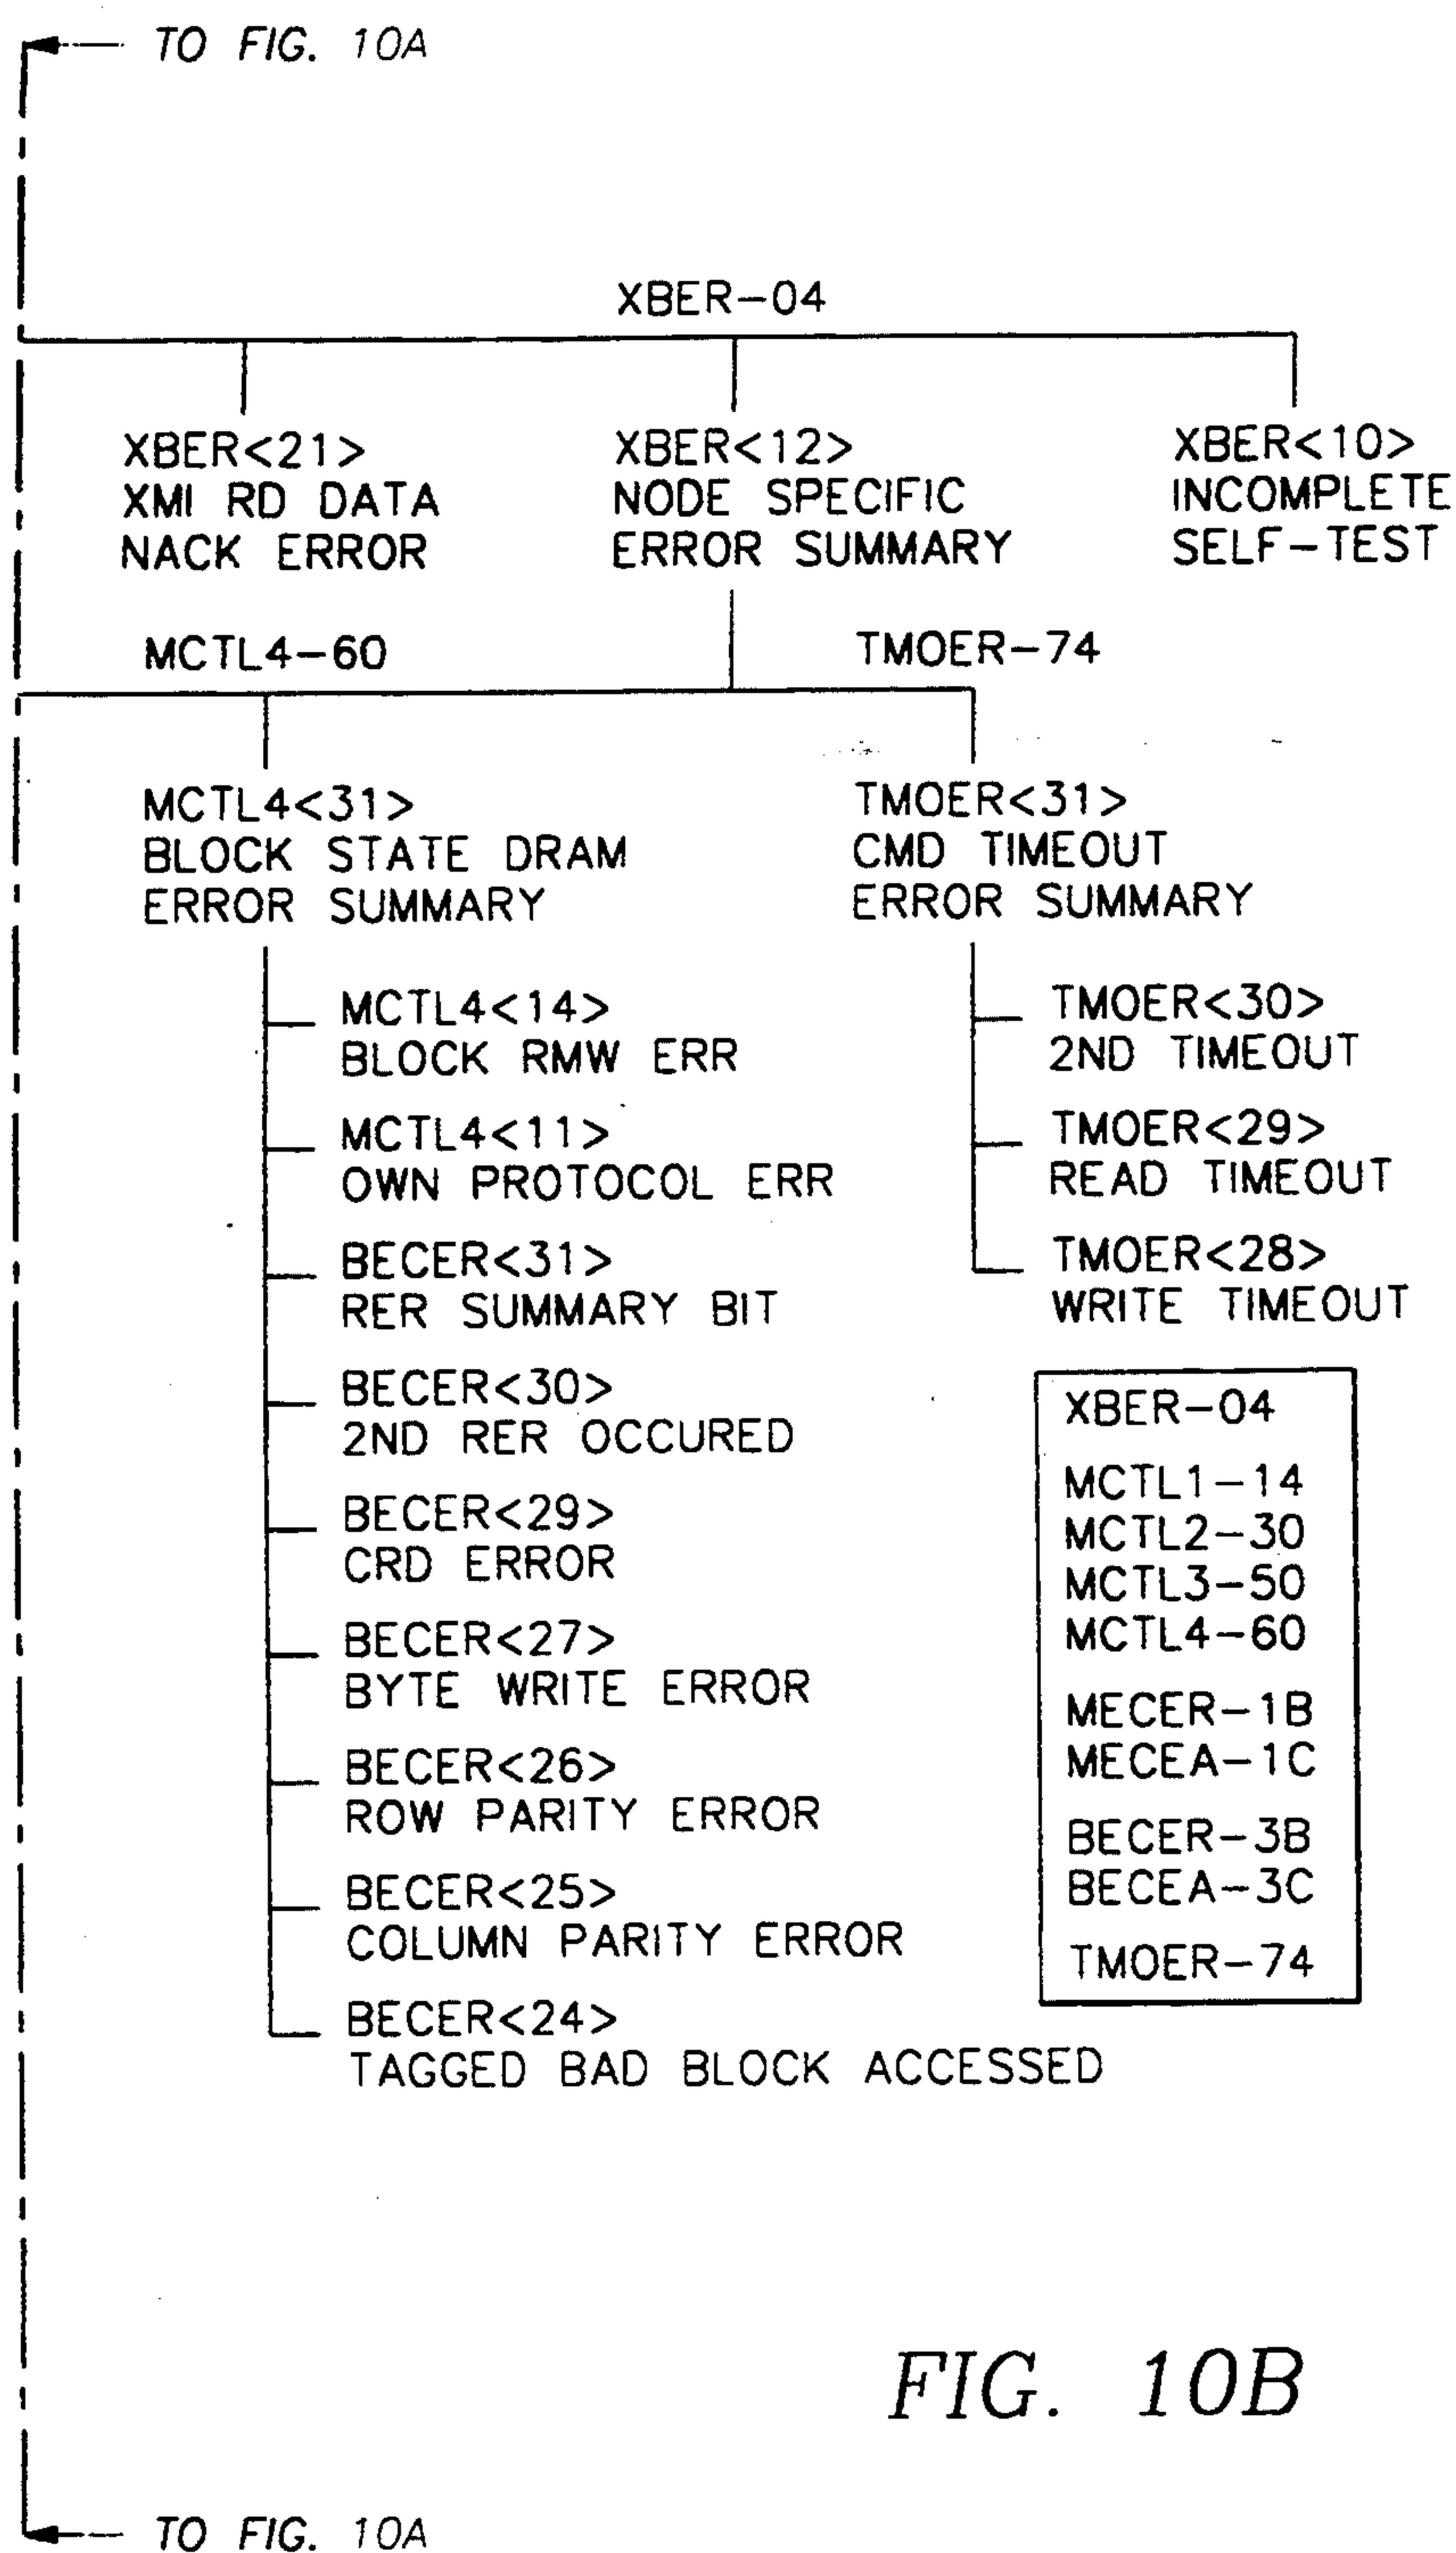 TO FIG. 10A
XBER-04
XBER<21>
XMI RD DATA
NACK ERROR
XBER<12>
NODE SPECIFIC
ERROR SUMMARY
XBER<10>
INCOMPLETE
SELF-TEST
MCTL4-60
TMOER-74
MCTL4<31>
BLOCK STATE DRAM
ERROR SUMMARY
MCTL4<14>
BLOCK RMW ERR
MCTL4<11>
OWN PROTOCOL ERR
BECER<31>
RER SUMMARY BIT
BECER<30>
2ND RER OCCURED
BECER<29>
CRD ERROR
BECER<27>
BYTE WRITE ERROR
BECER<26>
ROW PARITY ERROR
BECER<25>
COLUMN PARITY ERROR
BECER<24>
TAGGED BAD BLOCK ACCESSED
TMOER<31>
CMD TIMEOUT
ERROR SUMMARY
TMOER<30>
2ND TIMEOUT
TMOER<29>
READ TIMEOUT
TMOER<28>
WRITE TIMEOUT
XBER-04
MCTL1-14
MCTL2-30
MCTL3-50
MCTL4-60
MECER-1B
MECEA-1C
BECER-3B
BECEA-3C
TMOER-74
FIG. 10B
TO FIG. 10A